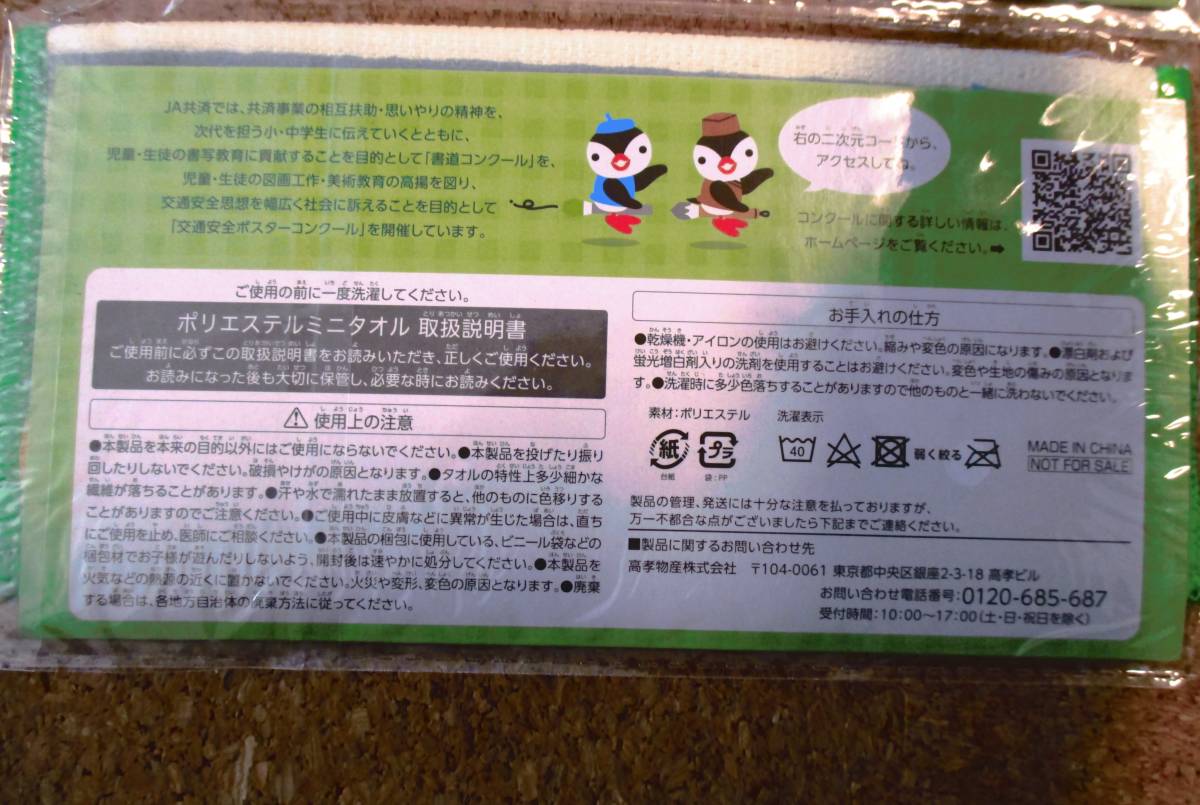 JA共済では、共済事業の相互扶助・思いやりの精神を、
次代を担う小・中学生に伝えていくとともに、
児童・生徒の書写教育に貢献することを目的として「書道コンクール」を、
児童・生徒の図画工作・美術教育の高揚を図り、
交通安全思想を幅広く社会に訴えることを目的として
「交通安全ポスターコンクール」を開催しています。
右の二次元コードから、
アクセスしてね。
コンクールに関する詳しい情報は、
ホームページをご覧ください。➡
ご使用の前に一度洗濯してください。
ポリエステルミニタオル 取扱説明書
ご使用前に必ずこの取扱説明書をお読みいただき、正しくご使用ください。
お読みになった後も大切に保管し、必要な時にお読みください。
⚠ 使用上の注意
●本製品を本来の目的以外にはご使用にならないでください。●本製品を投げたり振り
回したりしないでください。破損やけがの原因となります。●タオルの特性上多少細かな
繊維が落ちることがあります。●汗や水で濡れたまま放置すると、他のものに色移りする
ことがありますのでご注意ください。●ご使用中に皮膚などに異常が生じた場合は、直ち
にご使用を止め、医師にご相談ください。●本製品の梱包に使用している、ビニール袋などの
梱包材でお子様が遊んだりしないよう、開封後は速やかに処分してください。●本製品を
火気などの熱源の近くに置かないでください。火災や変形、変色の原因となります。●廃棄
する場合は、各地方自治体の廃棄方法に従ってください。
お手入れの仕方
●乾燥機・アイロンの使用はお避けください。縮みや変色の原因になります。●漂白剤および
蛍光増白剤入りの洗剤を使用することはお避けください。変色や生地の傷みの原因となりま
す。●洗濯時に多少色落ちすることがありますので他のものと一緒に洗わないでください。
素材:ポリエステル 洗濯表示
紙 プラ 40 弱く絞る
台紙 袋:PP
MADE IN CHINA
NOT FOR SALE
製品の管理、発送には十分な注意を払っておりますが、
万一不都合な点がございましたら下記までご連絡ください。
■製品に関するお問い合わせ先
高孝物産株式会社 〒104-0061 東京都中央区銀座2-3-18 高孝ビル
お問い合わせ電話番号:0120-685-687
受付時間:10:00〜17:00(土・日・祝日を除く)